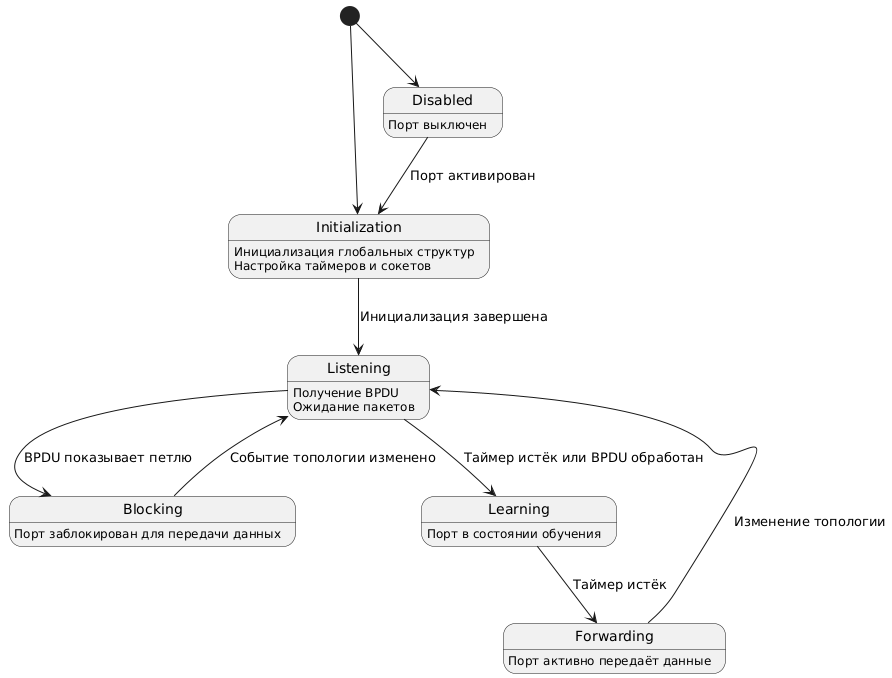 Disabled
Порт выключен
Порт активирован
Initialization
Инициализация глобальных структур
Настройка таймеров и сокетов
Инициализация завершена
Listening
Получение BPDU
Ожидание пакетов
BPDU показывает петлю
Событие топологии изменено
Таймер истёк или BPDU обработан
Blocking
Порт заблокирован для передачи данных
Learning
Порт в состоянии обучения
Изменение топологии
Таймер истёк
Forwarding
Порт активно передаёт данные